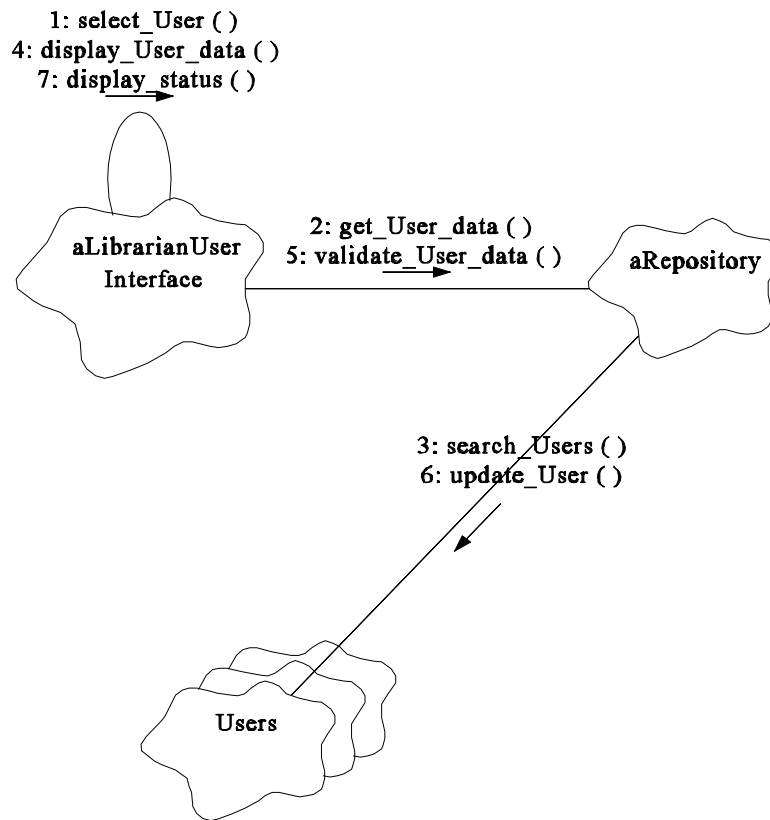 1: select_User ( )
4: display_User_data ( )
7: display_status ( )
aLibrarianUser
Interface
2: get_User_data ( )
5: validate_User_data ( )
aRepository
3: search_Users ( )
6: update_User ( )
Users